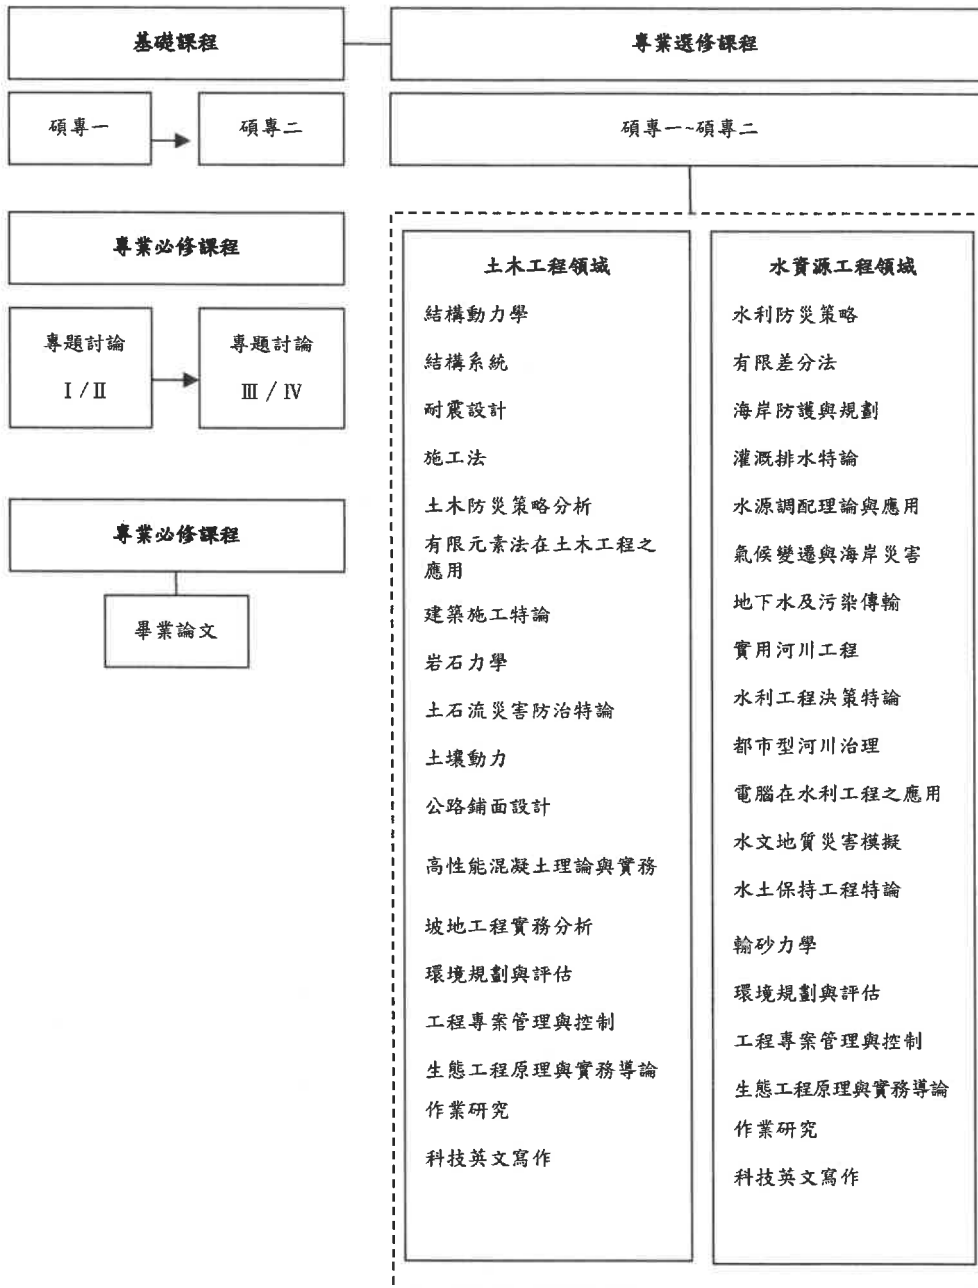 基礎課程
專業選修課程
碩專一
碩專二
碩專一~碩專二
專業必修課程
專題討論
I / II
專題討論
III / IV
專業必修課程
畢業論文
土木工程領域
結構動力學
結構系統
耐震設計
施工法
土木防災策略分析
有限元素法在土木工程之
應用
建築施工特論
岩石力學
土石流災害防治特論
土壤動力
公路鋪面設計
高性能混凝土理論與實務
坡地工程實務分析
環境規劃與評估
工程專案管理與控制
生態工程原理與實務導論
作業研究
科技英文寫作
水資源工程領域
水利防災策略
有限差分法
海岸防護與規劃
灌溉排水特論
水源調配理論與應用
氣候變遷與海岸災害
地下水及污染傳輸
實用河川工程
水利工程決策特論
都市型河川治理
電腦在水利工程之應用
水文地質災害模擬
水土保持工程特論
輸砂力學
環境規劃與評估
工程專案管理與控制
生態工程原理與實務導論
作業研究
科技英文寫作